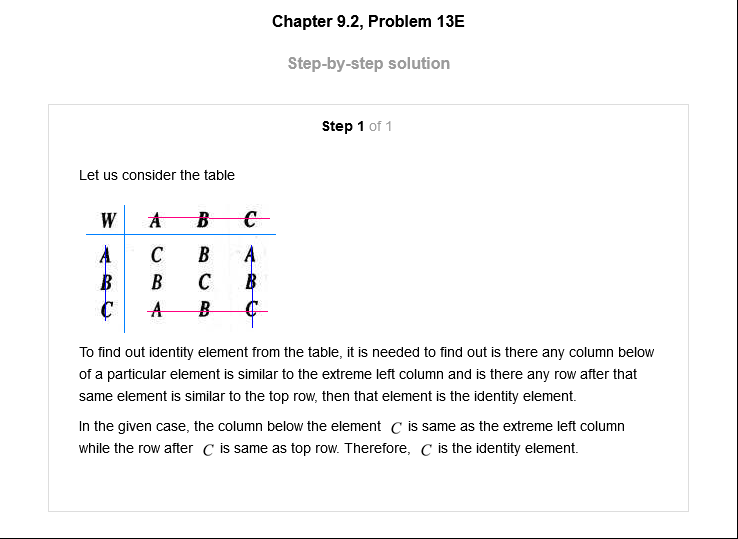 Chapter 9.2, Problem 13E
Step-by-step solution
Step 1 of 1
Let us consider the table
W A B C
A C B A
B B C B
C A B C
To find out identity element from the table, it is needed to find out is there any column below
of a particular element is similar to the extreme left column and is there any row after that
same element is similar to the top row, then that element is the identity element.
In the given case, the column below the element C is same as the extreme left column
while the row after C is same as top row. Therefore, C is the identity element.